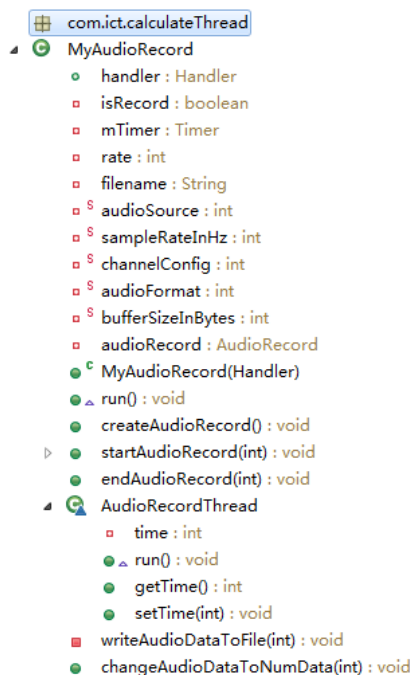 com.ict.calculateThread
C MyAudioRecord
handler : Handler
isRecord : boolean
mTimer : Timer
rate : int
filename : String
S audioSource : int
S sampleRateInHz : int
S channelConfig : int
S audioFormat : int
S bufferSizeInBytes : int
audioRecord : AudioRecord
C MyAudioRecord(Handler)
run() : void
createAudioRecord() : void
startAudioRecord(int) : void
endAudioRecord(int) : void
C AudioRecordThread
time : int
run() : void
getTime() : int
setTime(int) : void
writeAudioDataToFile(int) : void
changeAudioDataToNumData(int) : void